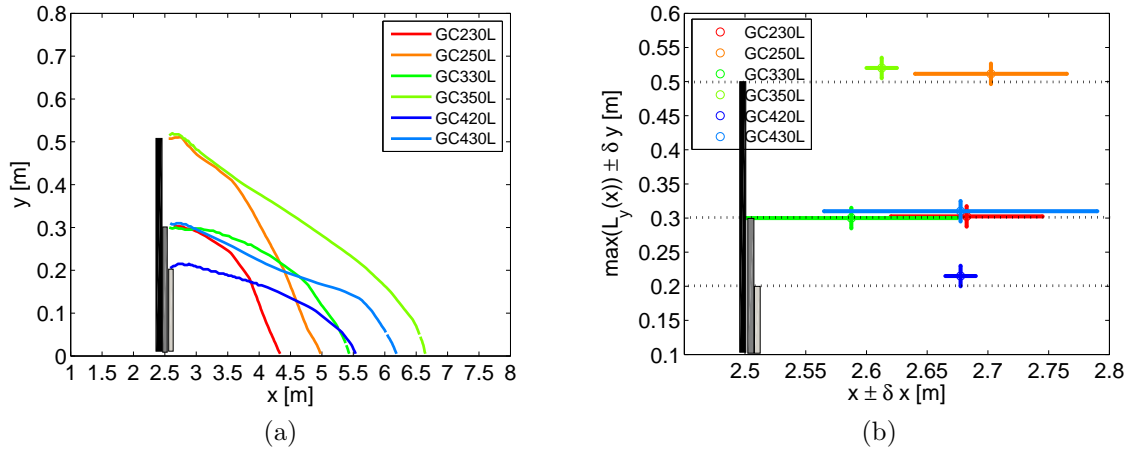 0.8
0.7
0.6
0.5
0.4
0.3
0.2
0.1
0
y [m]
1 1.5 2 2.5 3 3.5 4 4.5 5 5.5 6 6.5 7 7.5 8
x [m]
GC230L
GC250L
GC330L
GC350L
GC420L
GC430L
(a)
0.6
0.55
0.5
0.45
0.4
0.35
0.3
0.25
0.2
0.15
0.1
max(L_y(x)) ± δ y [m]
2.5 2.55 2.6 2.65 2.7 2.75 2.8
x ± δ x [m]
GC230L
GC250L
GC330L
GC350L
GC420L
GC430L
(b)